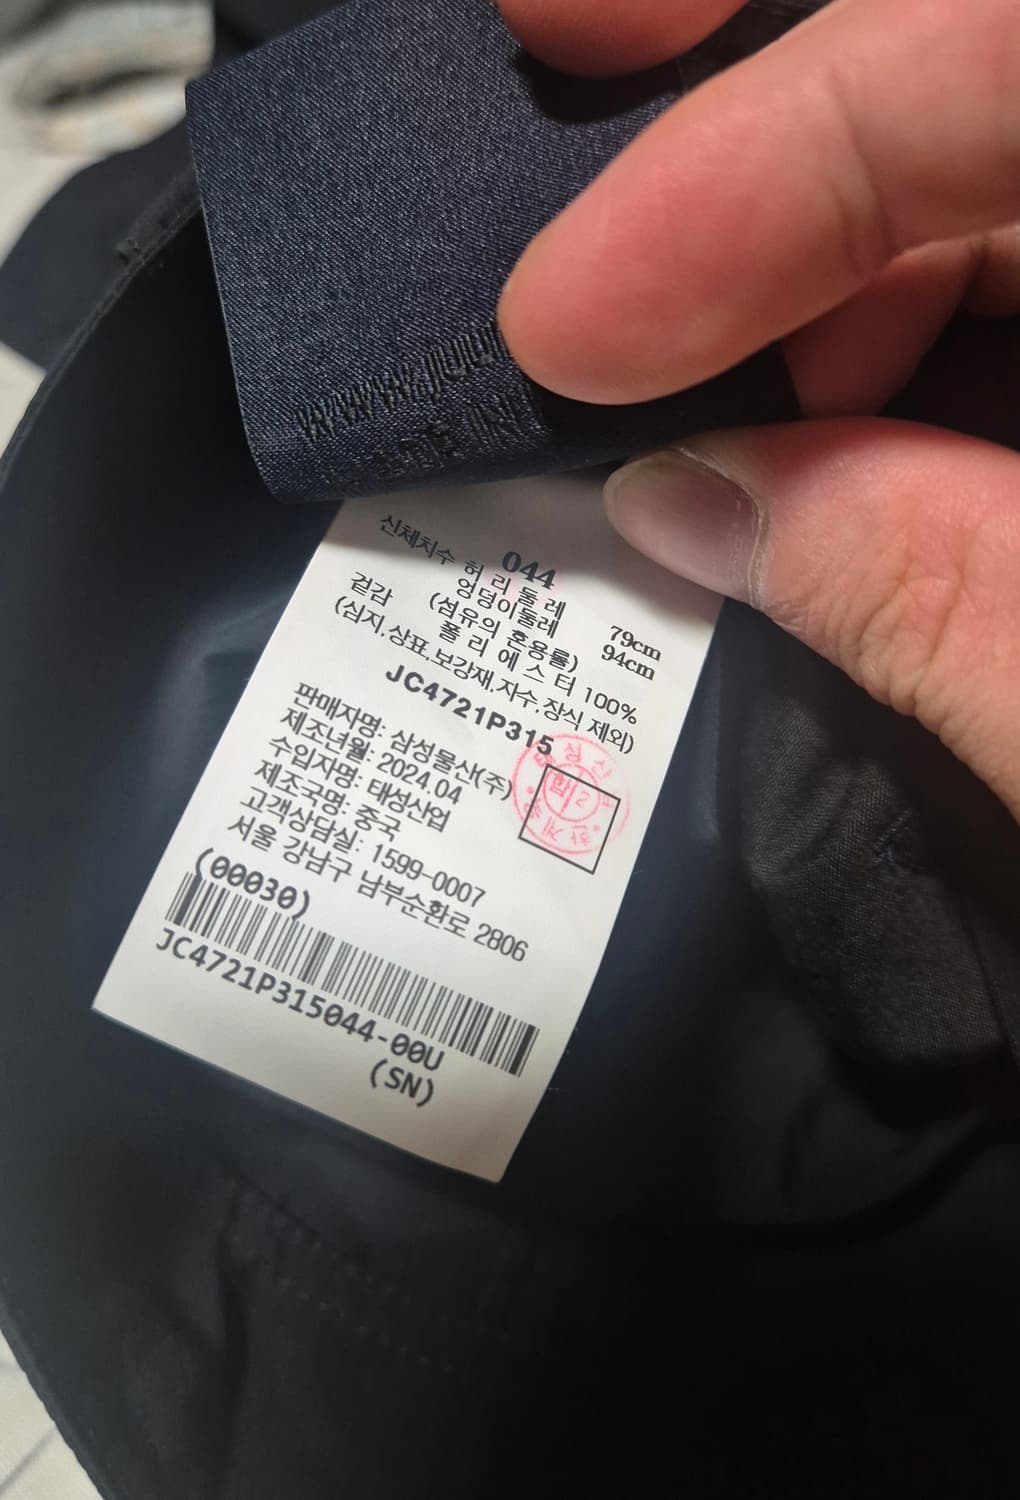 044
신체치수 허리둘레 79cm
엉덩이둘레 94cm
(섬유의 혼용률)
겉감 폴리에스터 100%
(심지,상표,보강재,자수,장식 제외)
JC4721P315
판매자명: 삼성물산(주)
제조년월: 2024.04
수입자명: 태성산업
제조국명: 중국
고객상담실: 1599-0007
서울 강남구 남부순환로 2806
(00030)
JC4721P315044-00U
(SN)